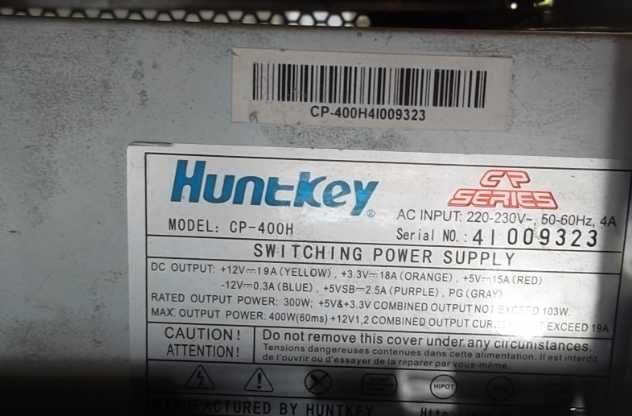 CP-400H4I009323
Huntkey®
CP
SERIES
MODEL: CP-400H
AC INPUT: 220-230V~, 50-60Hz, 4A
Serial NO.: 4I 009323
SWITCHING POWER SUPPLY
DC OUTPUT: +12V⎓19A(YELLOW), +3.3V⎓18A(ORANGE), +5V⎓15A(RED)
-12V⎓0.3A(BLUE), +5VSB⎓2.5A(PURPLE), PG(GRAY)
RATED OUTPUT POWER: 300W; +5V&+3.3V COMBINED OUTPUT NOT EXCEED 103W.
MAX. OUTPUT POWER: 400W(60ms) +12V1,2 COMBINED OUTPUT EXCEED 19A
CAUTION!
ATTENTION!
Do not remove this cover under any circumstances.
Tensions dangereuses contenues dans cette alimentation. Il est interdit
de l'ouvrir ou d'essayer de la reparer par vous-même.
HIPOT
MANUFACTURED BY HUNTKEY